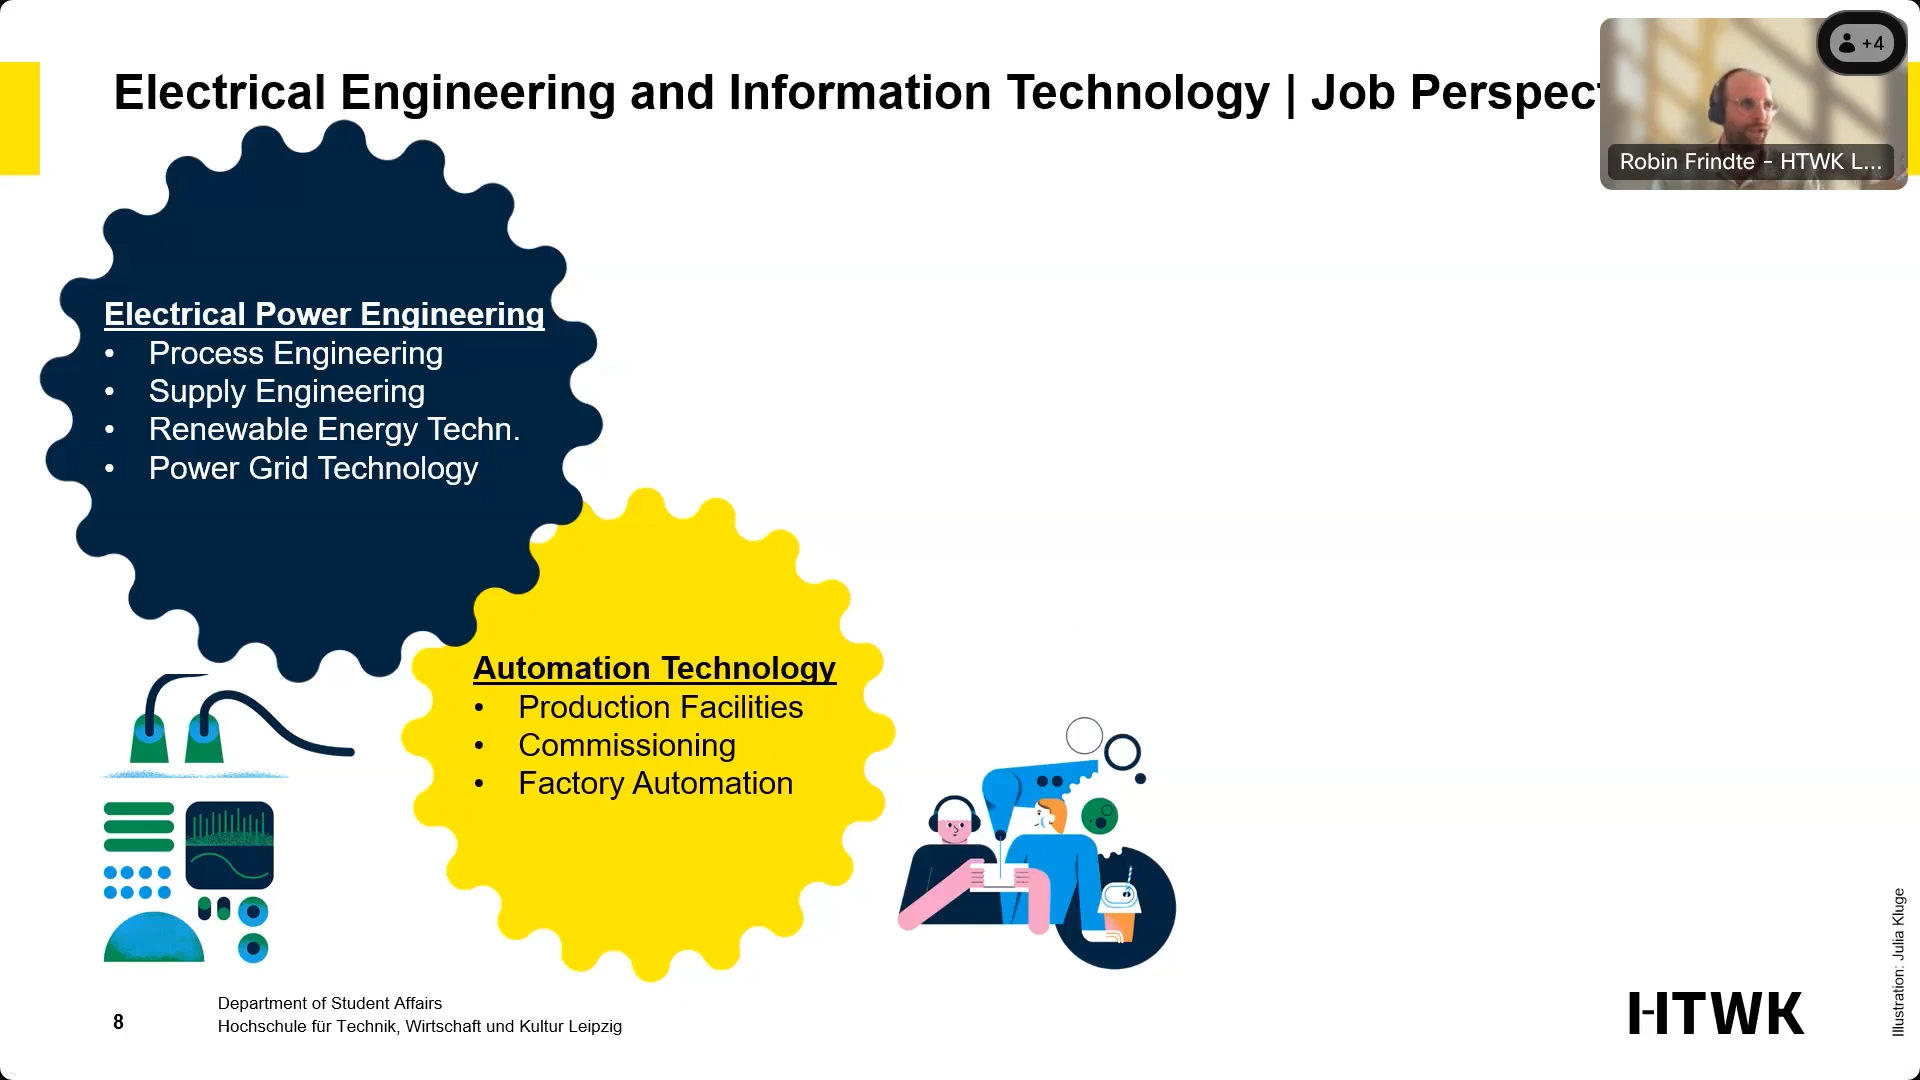 Electrical Engineering and Information Technology | Job Perspect
+4
Robin Frindte - HTWK L...
Electrical Power Engineering
• Process Engineering
• Supply Engineering
• Renewable Energy Techn.
• Power Grid Technology
Automation Technology
• Production Facilities
• Commissioning
• Factory Automation
8
Department of Student Affairs
Hochschule für Technik, Wirtschaft und Kultur Leipzig
HTWK
Illustration: Julia Kluge